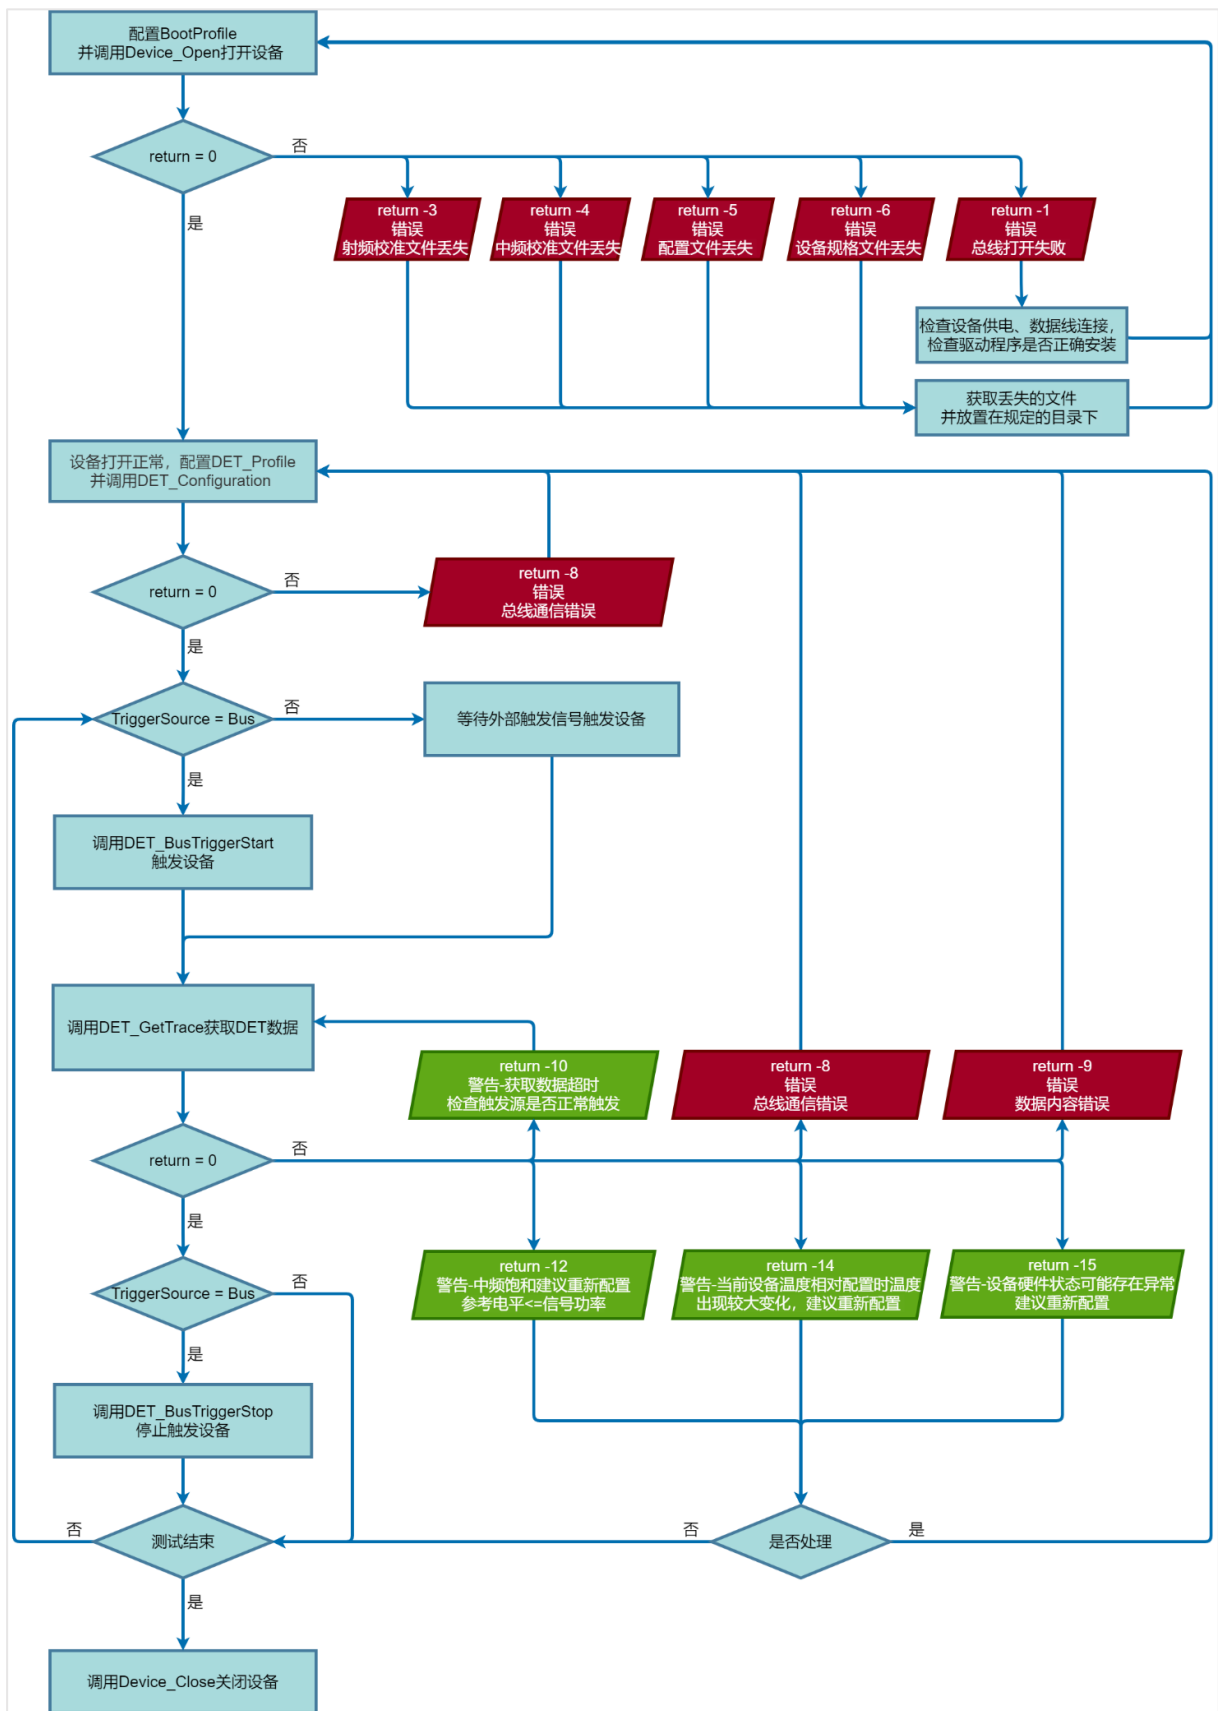 配置BootProfile
并调用Device_Open打开设备
return = 0
否
是
return -3
错误
射频校准文件丢失
return -4
错误
中频校准文件丢失
return -5
错误
配置文件丢失
return -6
错误
设备规格文件丢失
return -1
错误
总线打开失败
检查设备供电、数据线连接，
检查驱动程序是否正确安装
获取丢失的文件
并放置在规定的目录下
设备打开正常，配置DET_Profile
并调用DET_Configuration
return = 0
否
是
return -8
错误
总线通信错误
TriggerSource = Bus
否
是
等待外部触发信号触发设备
调用DET_BusTriggerStart
触发设备
调用DET_GetTrace获取DET数据
return -10
警告-获取数据超时
检查触发源是否正常触发
return -8
错误
总线通信错误
return -9
错误
数据内容错误
return = 0
否
是
return -12
警告-中频饱和建议重新配置
参考电平<=信号功率
return -14
警告-当前设备温度相对配置时温度
出现较大变化，建议重新配置
return -15
警告-设备硬件状态可能存在异常
建议重新配置
TriggerSource = Bus
否
是
调用DET_BusTriggerStop
停止触发设备
测试结束
否
是
是否处理
否
是
调用Device_Close关闭设备